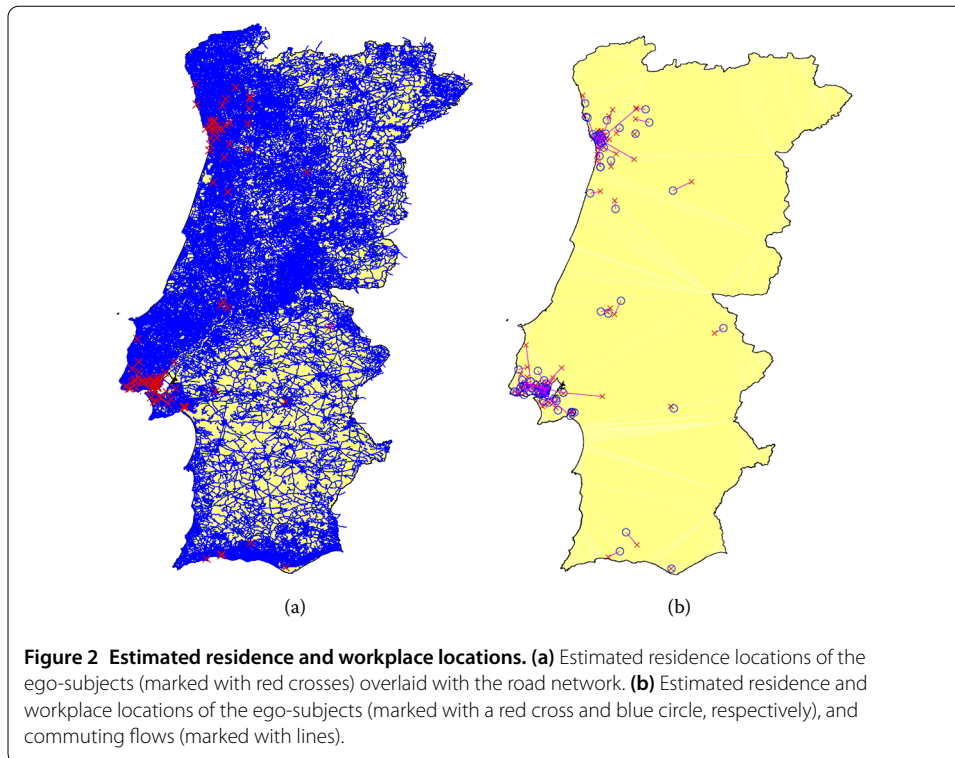 (a)
(b)
Figure 2 Estimated residence and workplace locations. (a) Estimated residence locations of the
ego-subjects (marked with red crosses) overlaid with the road network. (b) Estimated residence and
workplace locations of the ego-subjects (marked with a red cross and blue circle, respectively), and
commuting flows (marked with lines).